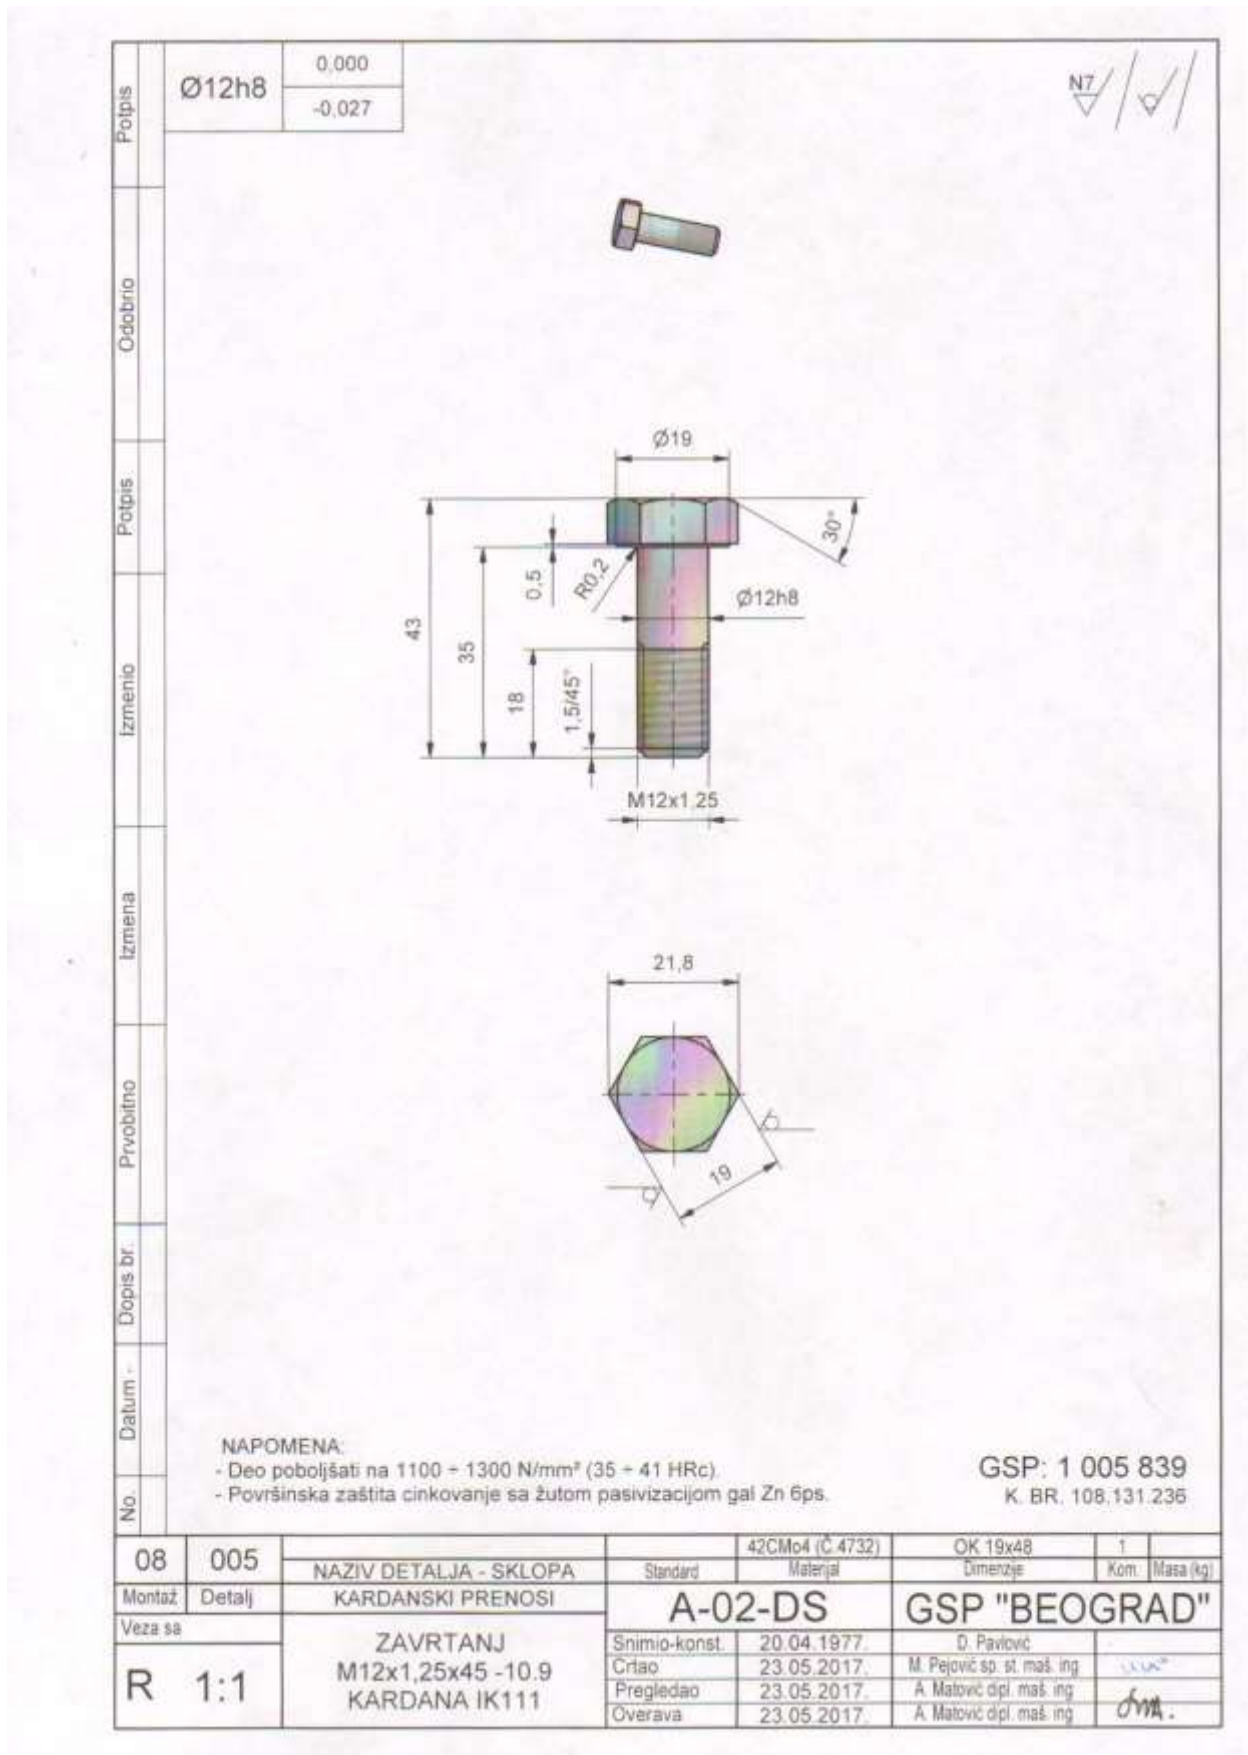 Ø12h8
0,000
-0,027
N7
Potpis
Odobrio
Potpis
Izmenio
Izmena
Prvobitno
Dopis br.
Datum -
No.
Ø19
30°
0,5
R0,2
Ø12h8
43
35
18
1,5/45°
M12x1,25
21,8
19
NAPOMENA:
- Deo poboljšati na 1100 ÷ 1300 N/mm² (35 ÷ 41 HRc).
- Površinska zaštita cinkovanje sa žutom pasivizacijom gal Zn 6ps.
GSP: 1 005 839
K. BR. 108.131.236
08 005 42CMo4 (Č.4732) OK 19x48 1
NAZIV DETALJA - SKLOPA Standard Materijal Dimenzije Kom. Masa (kg)
Montaž Detalj KARDANSKI PRENOSI A-02-DS GSP "BEOGRAD"
Veza sa
ZAVRTANJ
M12x1,25x45 -10.9
KARDANA IK111
R 1:1
Snimio-konst. 20.04.1977. D. Pavlović
Crtao 23.05.2017. M. Pejović sp. st. maš. ing
Pregledao 23.05.2017. A. Matović dipl. maš. ing
Overava 23.05.2017. A. Matović dipl. maš. ing